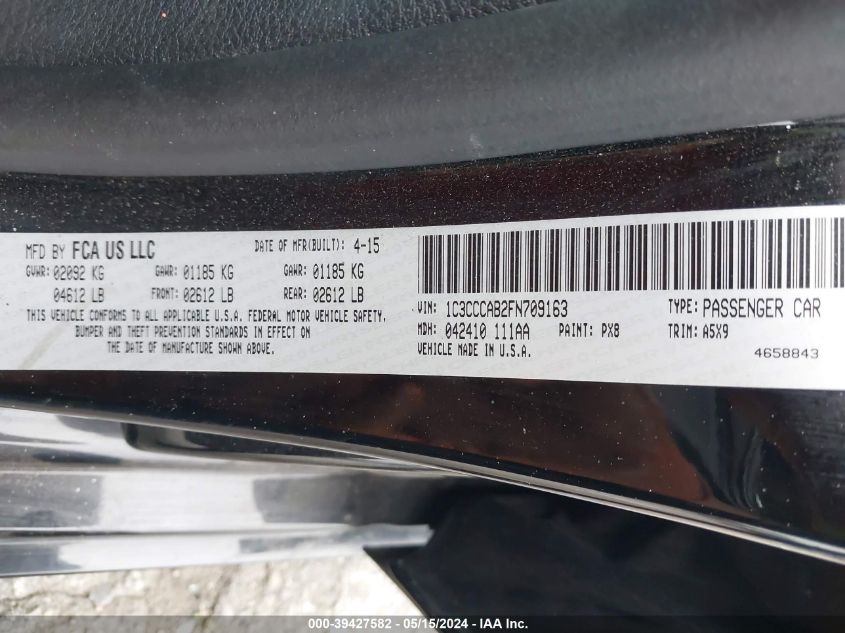 MFD BY FCA US LLC DATE OF MFR(BUILT): 4-15
GVWR: 02092 KG GAWR: 01185 KG GAWR: 01185 KG
04612 LB FRONT: 02612 LB REAR: 02612 LB
THIS VEHICLE CONFORMS TO ALL APPLICABLE U.S.A. FEDERAL MOTOR VEHICLE SAFETY,
BUMPER AND THEFT PREVENTION STANDARDS IN EFFECT ON
THE DATE OF MANUFACTURE SHOWN ABOVE.
VIN: 1C3CCCAB2FN709163 TYPE: PASSENGER CAR
MDH: 042410 111AA PAINT: PX8 TRIM: A5X9
VEHICLE MADE IN U.S.A. 4658843
000-39427582 - 05/15/2024 - IAA Inc.